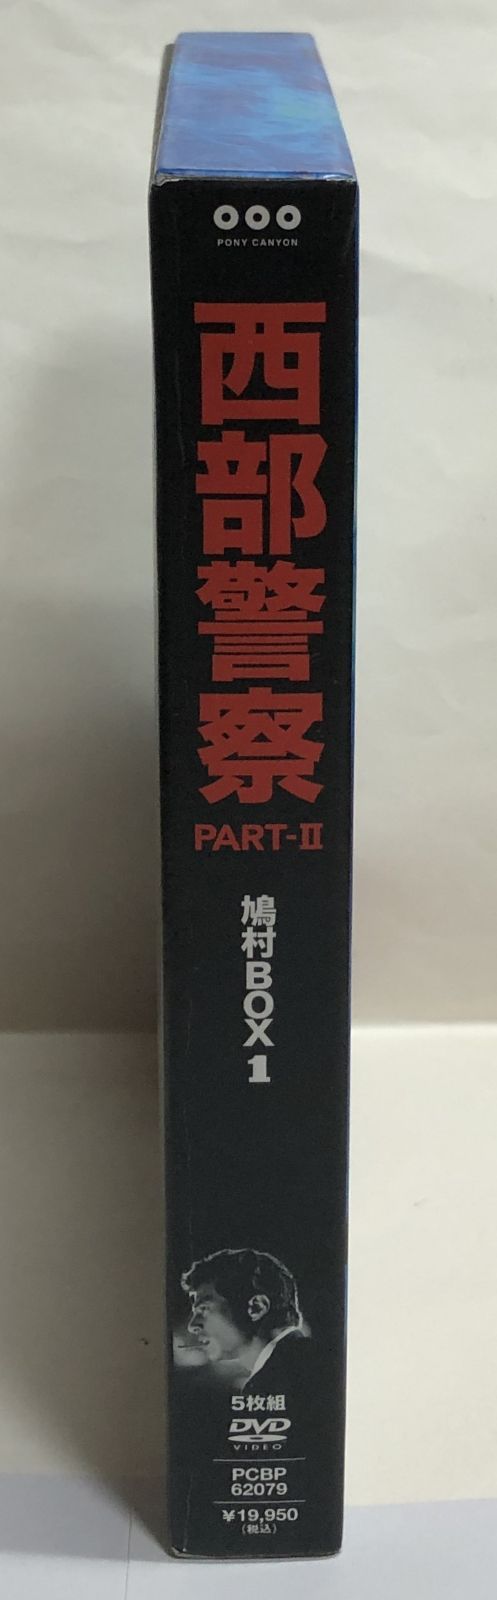 PONY CANYON
西部警察
PART-II
鳩村BOX1
5枚組
DVD
VIDEO
PCBP
62079
¥19,950
(税込)